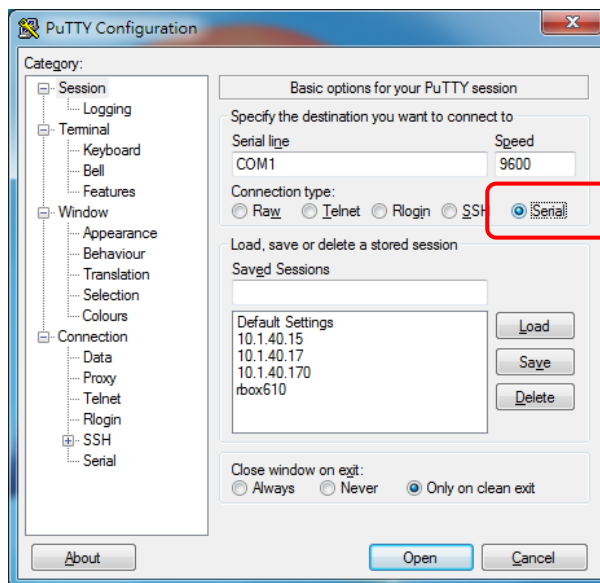 PuTTY Configuration
Category:
Session
Logging
Terminal
Keyboard
Bell
Features
Window
Appearance
Behaviour
Translation
Selection
Colours
Connection
Data
Proxy
Telnet
Rlogin
SSH
Serial
Basic options for your PuTTY session
Specify the destination you want to connect to
Serial line Speed
COM1 9600
Connection type:
Raw Telnet Rlogin SSH Serial
Load, save or delete a stored session
Saved Sessions
Default Settings
10.1.40.15
10.1.40.17
10.1.40.170
rbox610
Load
Save
Delete
Close window on exit:
Always Never Only on clean exit
About Open Cancel